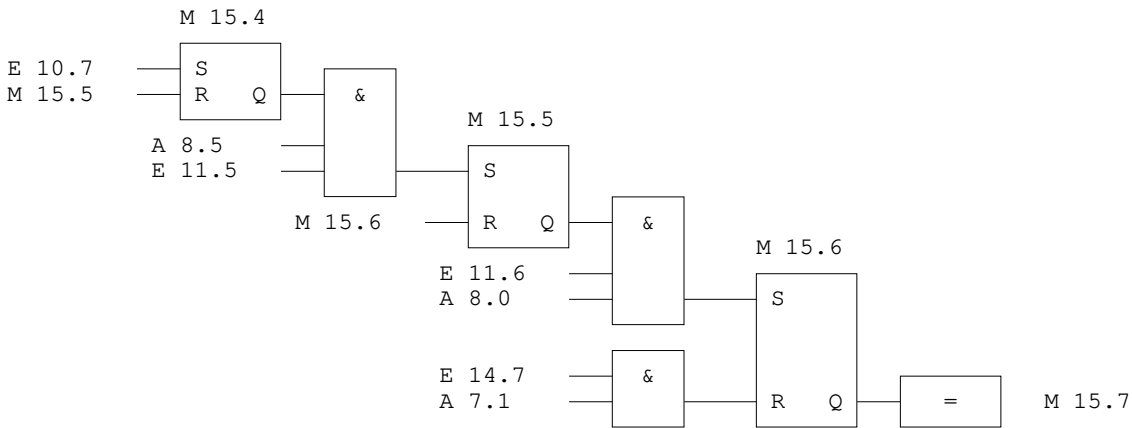 M 15.4
E 10.7 S
M 15.5 R Q &
A 8.5 M 15.5
E 11.5 S
M 15.6 R Q &
M 15.6
E 11.6
A 8.0 S
E 14.7 &
A 7.1 R Q = M 15.7